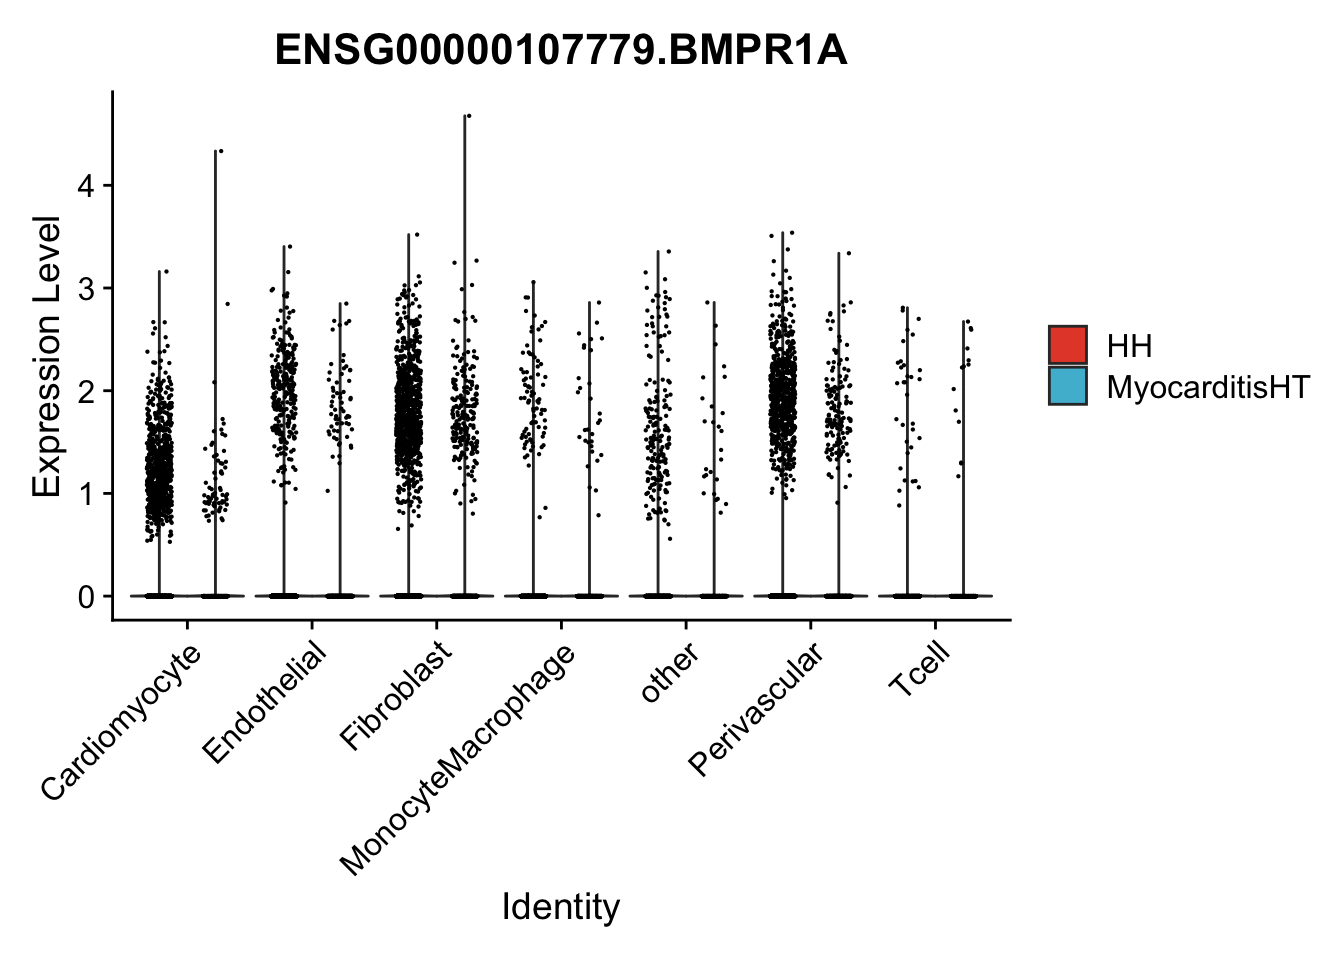 ENSG00000107779.BMPR1A
Expression Level
4
3
2
1
0
Cardiomyocyte
Endothelial
Fibroblast
MonocyteMacrophage
other
Perivascular
Tcell
Identity
HH
MyocarditisHT